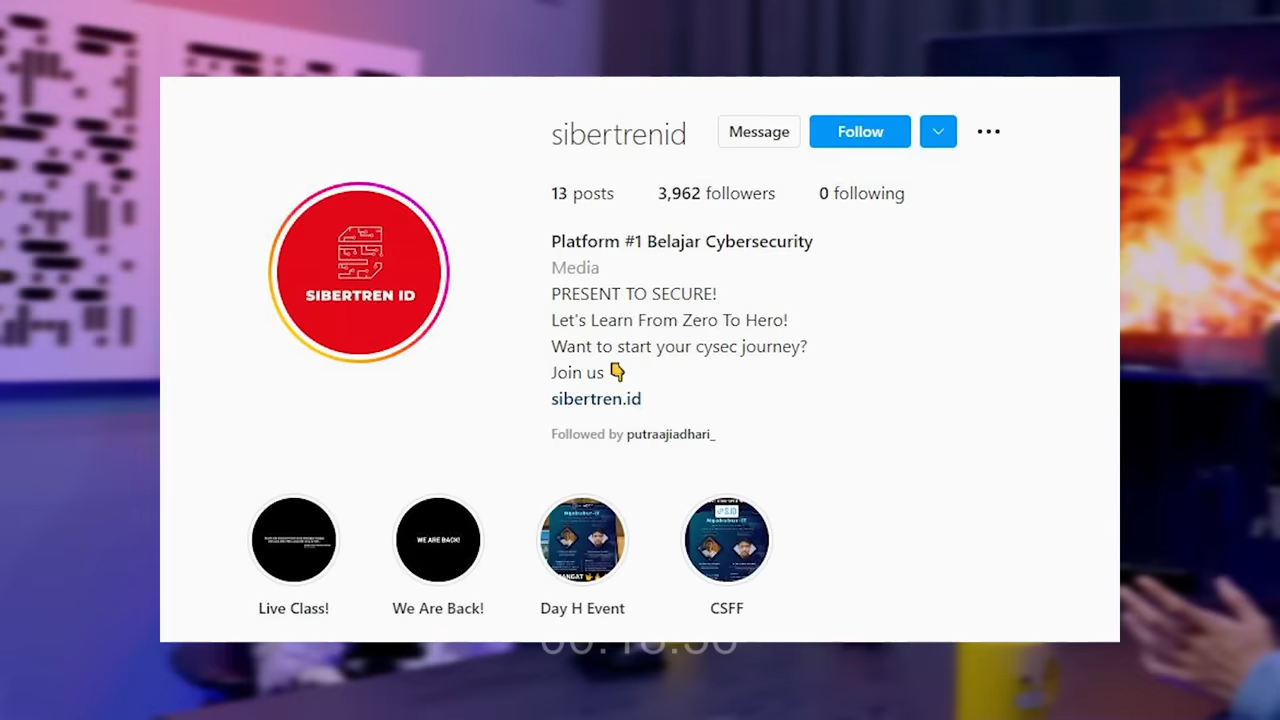 sibertrenid Message Follow
13 posts 3,962 followers 0 following
Platform #1 Belajar Cybersecurity
Media
PRESENT TO SECURE!
Let's Learn From Zero To Hero!
Want to start your cysec journey?
Join us 👇
sibertren.id
Followed by putraajiadhari_
SIBERTREN ID
WE ARE BACK!
Live Class! We Are Back! Day H Event CSFF